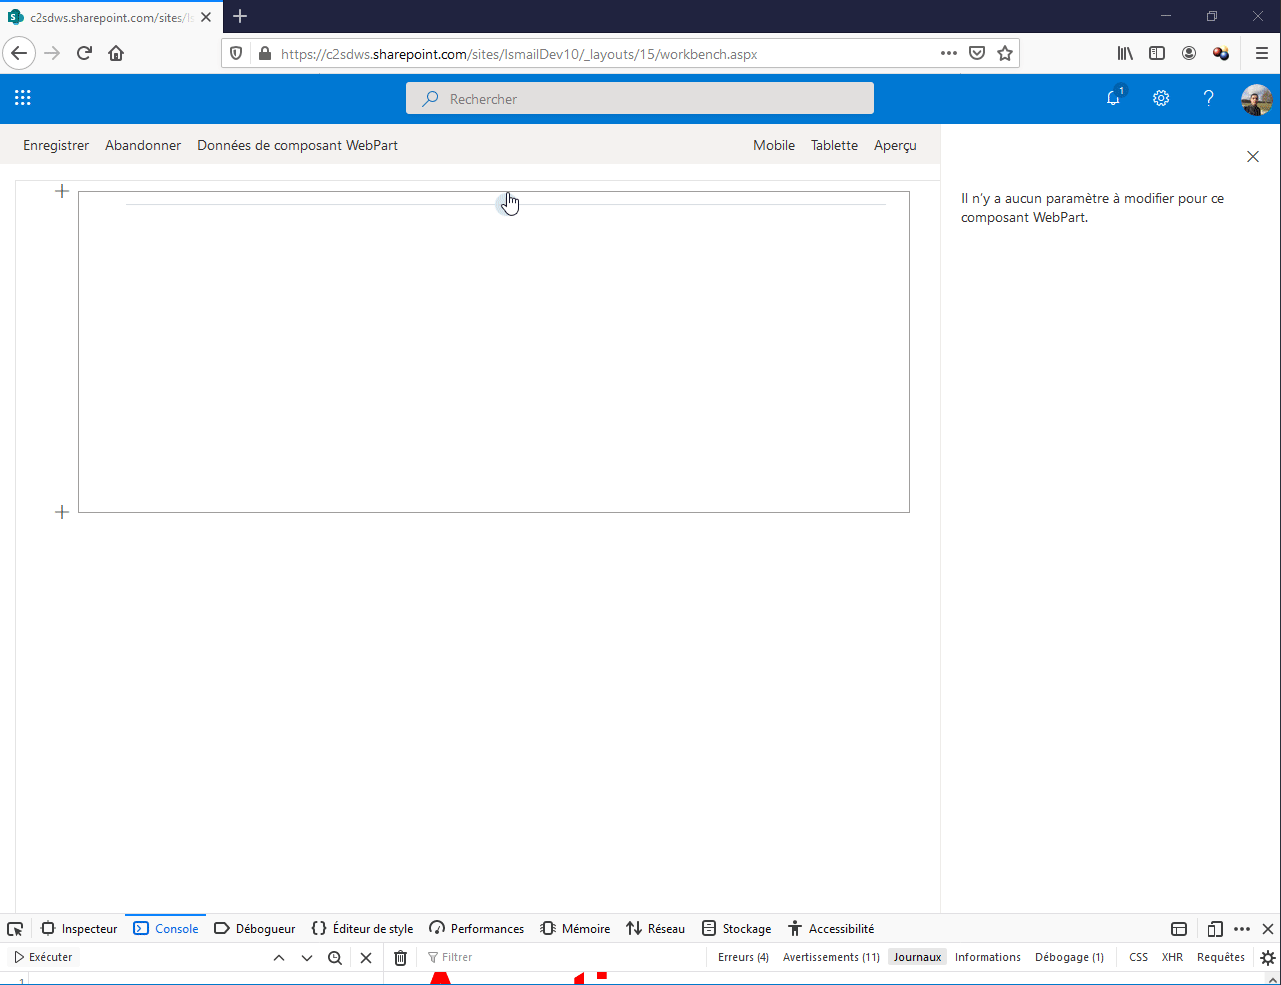 c2sdws.sharepoint.com/sites/Is
https://c2sdws.sharepoint.com/sites/IsmailDev10/_layouts/15/workbench.aspx
Rechercher
1
Enregistrer Abandonner Données de composant WebPart Mobile Tablette Aperçu
Il n'y a aucun paramètre à modifier pour ce
composant WebPart.
Inspecteur Console Débogueur Éditeur de style Performances Mémoire Réseau Stockage Accessibilité
Exécuter Filtrer Erreurs (4) Avertissements (11) Journaux Informations Débogage (1) CSS XHR Requêtes
1